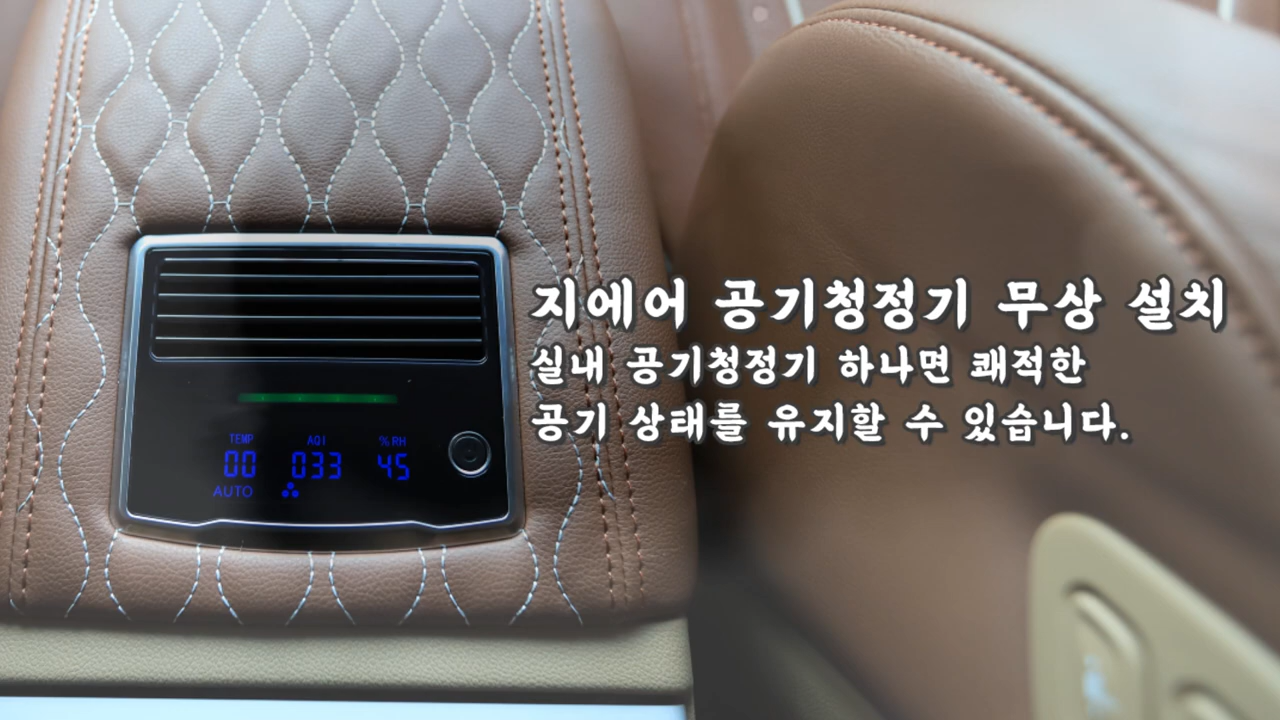 지에어 공기청정기 무상 설치
실내 공기청정기 하나면 쾌적한
공기 상태를 유지할 수 있습니다.
TEMP AQI %RH
00 033 45
AUTO